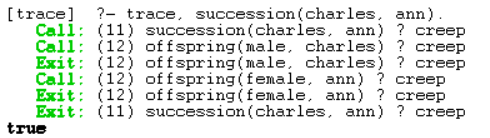 [trace]  ?- trace, succession(charles, ann).
   Call: (11) succession(charles, ann) ? creep
   Call: (12) offspring(male, charles) ? creep
   Exit: (12) offspring(male, charles) ? creep
   Call: (12) offspring(female, ann) ? creep
   Exit: (12) offspring(female, ann) ? creep
   Exit: (11) succession(charles, ann) ? creep
true